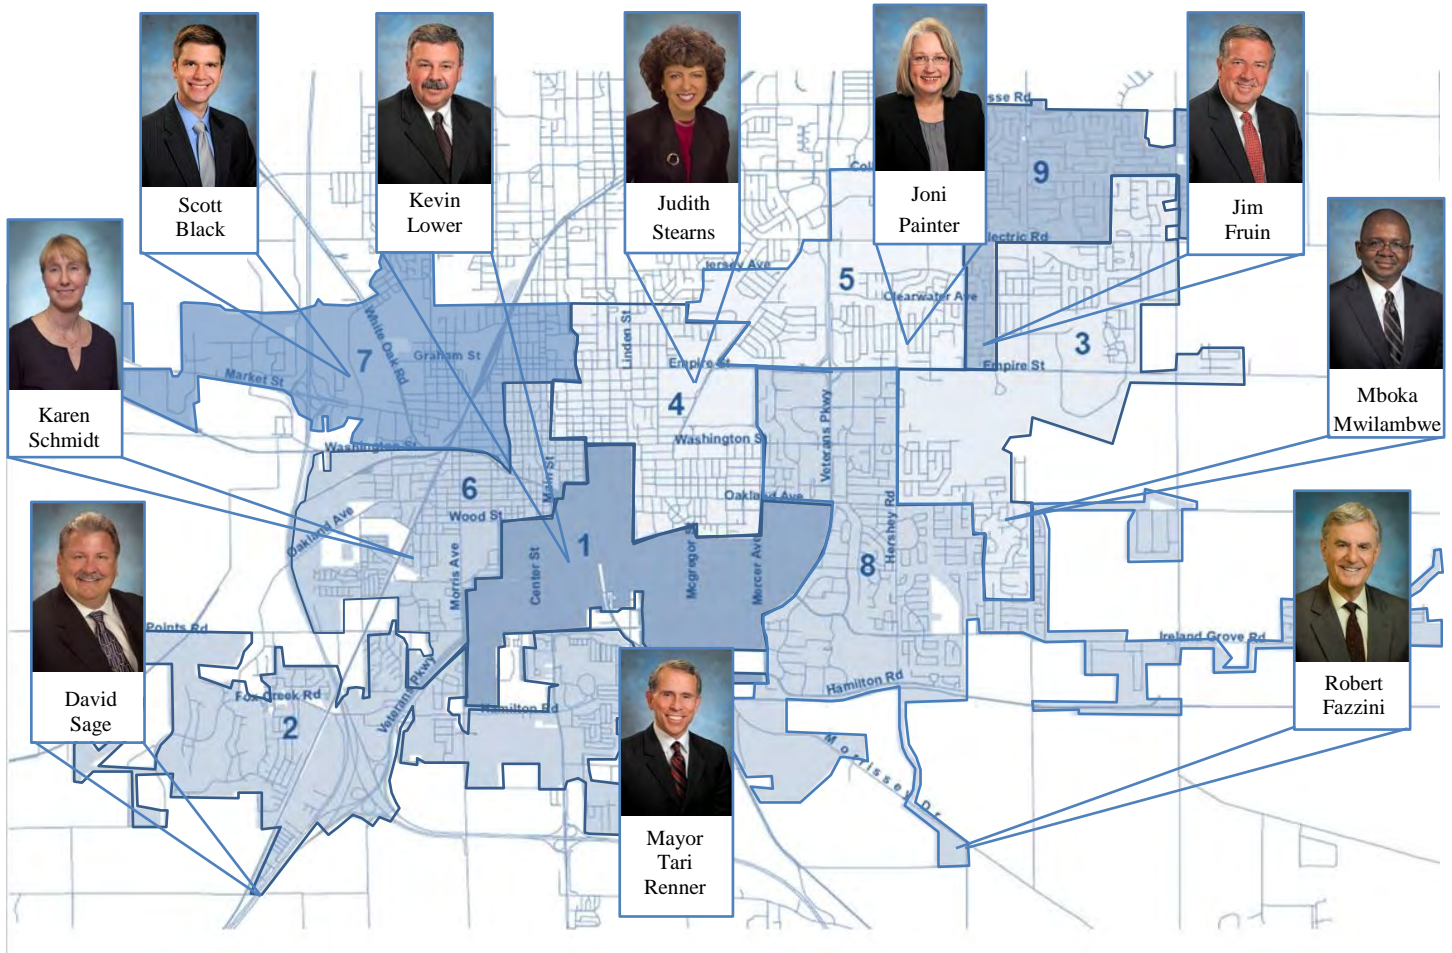 sse Rd
9
Scott
Black
Kevin
Lower
Judith
Stearns
Joni
Painter
Jim
Fruin
Col
lectric Rd
Jersey Ave
5
Clearwater Ave
3
Karen
Schmidt
Mboka
Mwilambwe
White Oak Rd
Linden St
7
Graham St
Market St
Empire St
Empire St
4
Veterans Pkwy
Washington St
Washington St
Main St
6
Wood St
Oakland Ave
Oakland Ave
Hershey Rd
1
8
Morris Ave
Center St
Mcgregor St
Mercer Ave
Points Rd
Ireland Grove Rd
David
Sage
Fox Creek Rd
2
Veterans Pkwy
Hamilton Rd
Hamilton Rd
Robert
Fazzini
Morrissey Dr
Mayor
Tari
Renner